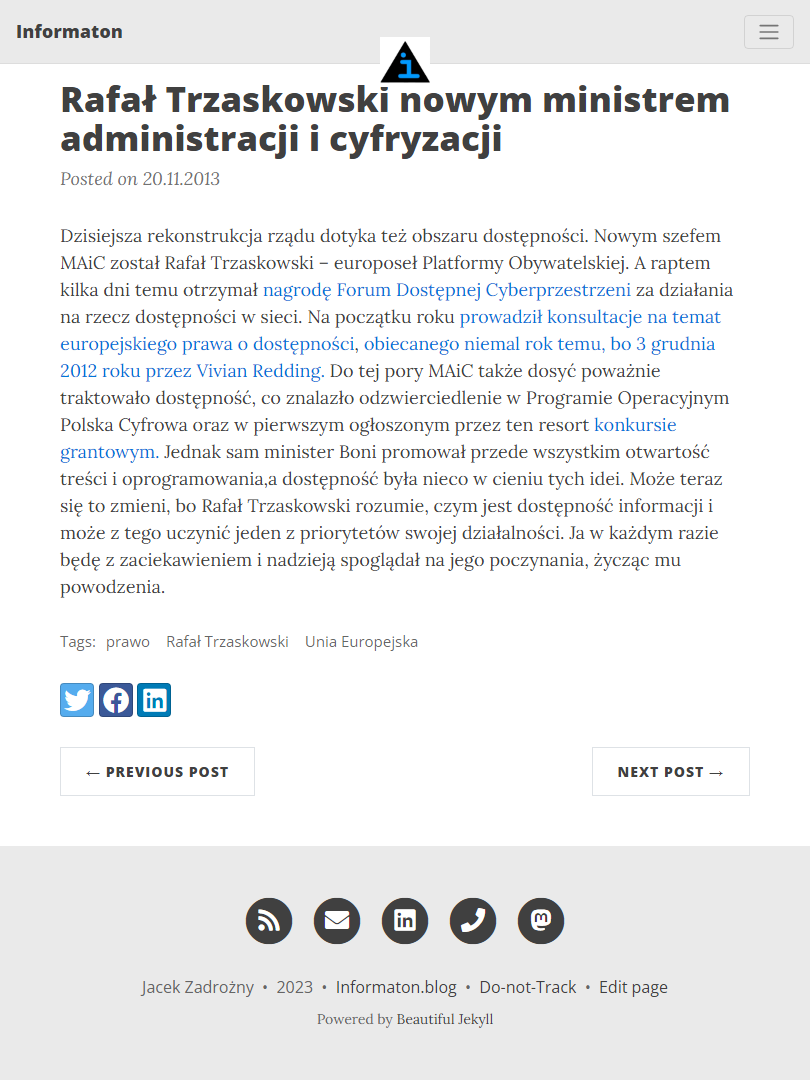 Informaton
i
Rafał Trzaskowski nowym ministrem
administracji i cyfryzacji
Posted on 20.11.2013
Dzisiejsza rekonstrukcja rządu dotyka też obszaru dostępności. Nowym szefem
MAiC został Rafał Trzaskowski – europoseł Platformy Obywatelskiej. A raptem
kilka dni temu otrzymał nagrodę Forum Dostępnej Cyberprzestrzeni za działania
na rzecz dostępności w sieci. Na początku roku prowadził konsultacje na temat
europejskiego prawa o dostępności, obiecanego niemal rok temu, bo 3 grudnia
2012 roku przez Vivian Redding. Do tej pory MAiC także dosyć poważnie
traktowało dostępność, co znalazło odzwierciedlenie w Programie Operacyjnym
Polska Cyfrowa oraz w pierwszym ogłoszonym przez ten resort konkursie
grantowym. Jednak sam minister Boni promował przede wszystkim otwartość
treści i oprogramowania,a dostępność była nieco w cieniu tych idei. Może teraz
się to zmieni, bo Rafał Trzaskowski rozumie, czym jest dostępność informacji i
może z tego uczynić jeden z priorytetów swojej działalności. Ja w każdym razie
będę z zaciekawieniem i nadzieją spoglądał na jego poczynania, życząc mu
powodzenia.
Tags: prawo Rafał Trzaskowski Unia Europejska
← PREVIOUS POST
NEXT POST →
Jacek Zadrożny • 2023 • Informaton.blog • Do-not-Track • Edit page
Powered by Beautiful Jekyll